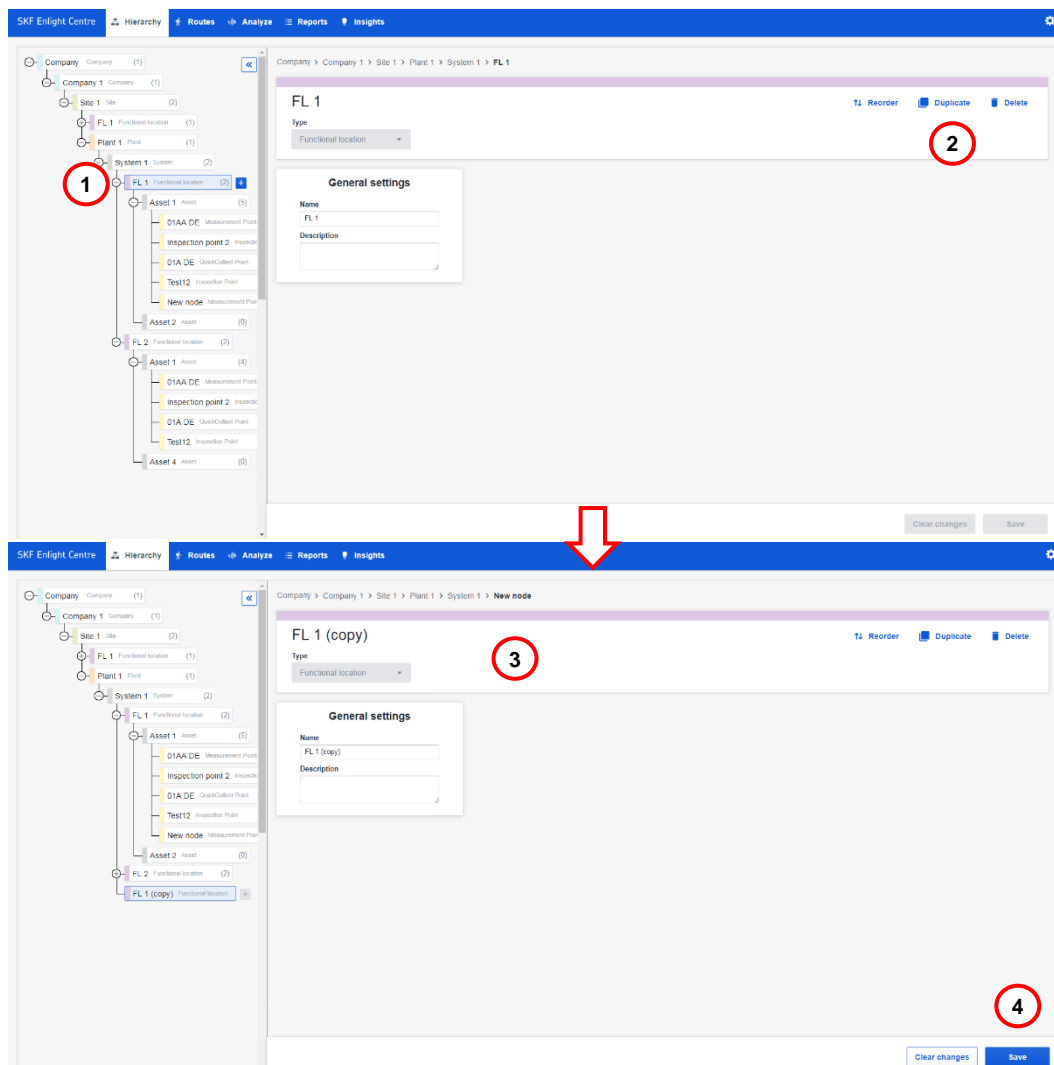 SKF Enlight Centre Hierarchy Routes Analyze Reports Insights
Company Company (1)
Company 1 Company (1)
Site 1 Site (2)
FL 1 Functional location (1)
Plant 1 Plant (1)
System 1 System (2)
1
FL 1 Functional location (2) +
Asset 1 Asset (5)
01AA DE Measurement Point
Inspection point 2
01A DE QuickCollect Point
Test12 Inspection Point
New node Measurement
Asset 2 Asset (0)
FL 2 Functional location (2)
Asset 1 Asset (4)
01AA DE Measurement Point
Inspection point 2
01A DE QuickCollect Point
Test12 Inspection Point
Asset 4 Asset (0)
«
Company > Company 1 > Site 1 > Plant 1 > System 1 > FL 1
FL 1
Reorder Duplicate Delete
Type
Functional location
2
General settings
Name
FL 1
Description
Clear changes Save
SKF Enlight Centre Hierarchy Routes Analyze Reports Insights
Company Company (1)
Company 1 Company (1)
Site 1 Site (2)
FL 1 Functional location (1)
Plant 1 Plant (1)
System 1 System (2)
FL 1 Functional location (2)
Asset 1 Asset (5)
01AA DE Measurement Point
Inspection point 2
01A DE QuickCollect Point
Test12 Inspection Point
New node Measurement
Asset 2 Asset (0)
FL 2 Functional location (2)
FL 1 (copy) Functional location +
«
Company > Company 1 > Site 1 > Plant 1 > System 1 > New node
FL 1 (copy)
Reorder Duplicate Delete
Type
Functional location
3
General settings
Name
FL 1 (copy)
Description
4
Clear changes Save